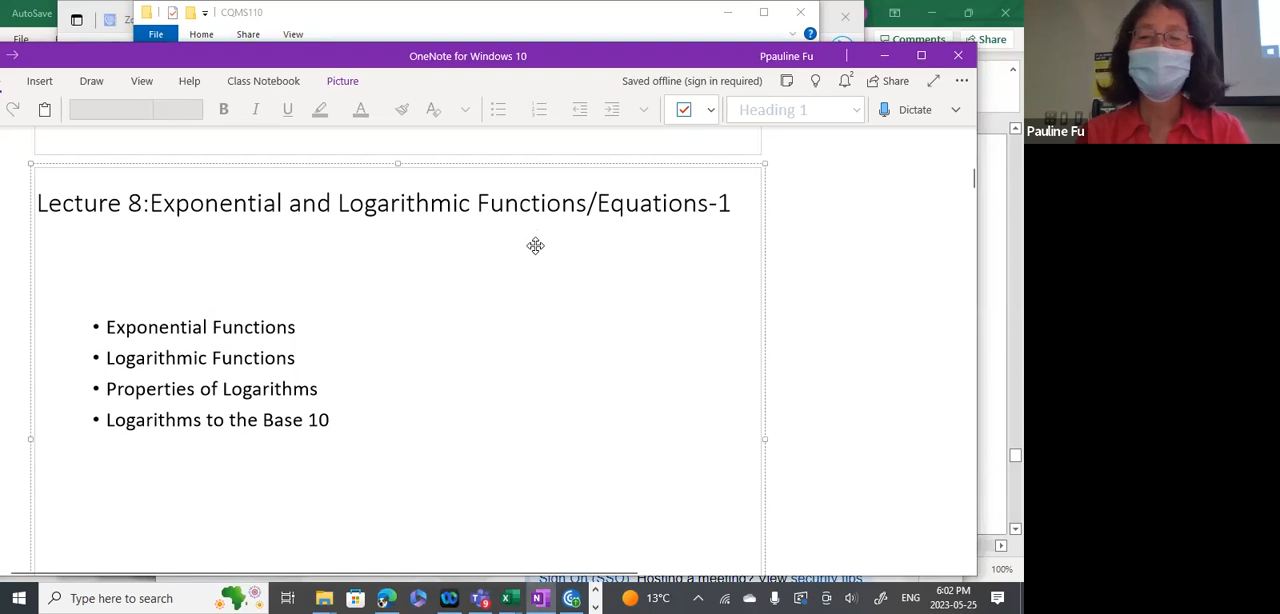 AutoSave
CQMS110
File Home Share View
Comments Share
OneNote for Windows 10
Ppauline Fu
Insert Draw View Help Class Notebook Picture
Saved offline (sign in required)
Share
B I U A
Heading 1
Dictate
Pauline Fu
Lecture 8:Exponential and Logarithmic Functions/Equations-1
• Exponential Functions
• Logarithmic Functions
• Properties of Logarithms
• Logarithms to the Base 10
100%
Sign On (SSO) Hosting a meeting? View security tips
Type here to search
13°C
ENG
6:02 PM
2023-05-25